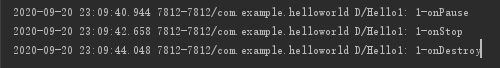 2020-09-20 23:09:40.944 7812-7812/com.example.helloworld D/Hello1: 1-onPause
2020-09-20 23:09:42.658 7812-7812/com.example.helloworld D/Hello1: 1-onStop
2020-09-20 23:09:44.048 7812-7812/com.example.helloworld D/Hello1: 1-onDestroy